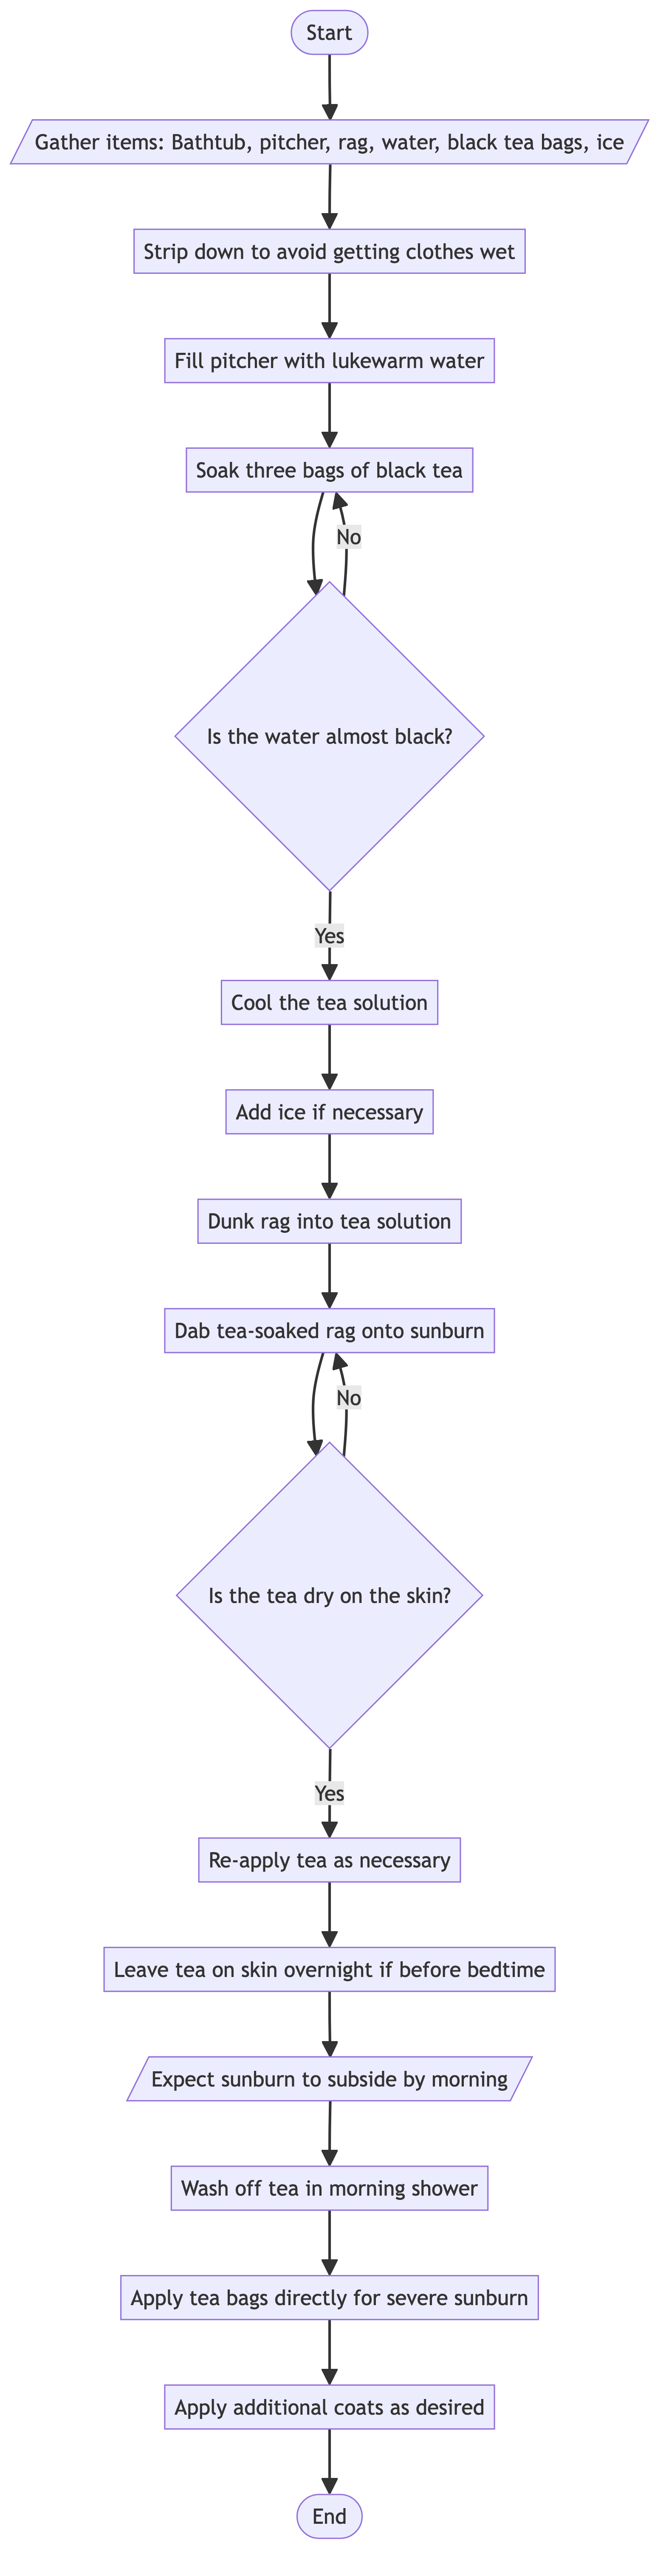 Start
Gather items: Bathtub, pitcher, rag, water, black tea bags, ice
Strip down to avoid getting clothes wet
Fill pitcher with lukewarm water
Soak three bags of black tea
No
Is the water almost black?
Yes
Cool the tea solution
Add ice if necessary
Dunk rag into tea solution
Dab tea-soaked rag onto sunburn
No
Is the tea dry on the skin?
Yes
Re-apply tea as necessary
Leave tea on skin overnight if before bedtime
Expect sunburn to subside by morning
Wash off tea in morning shower
Apply tea bags directly for severe sunburn
Apply additional coats as desired
End